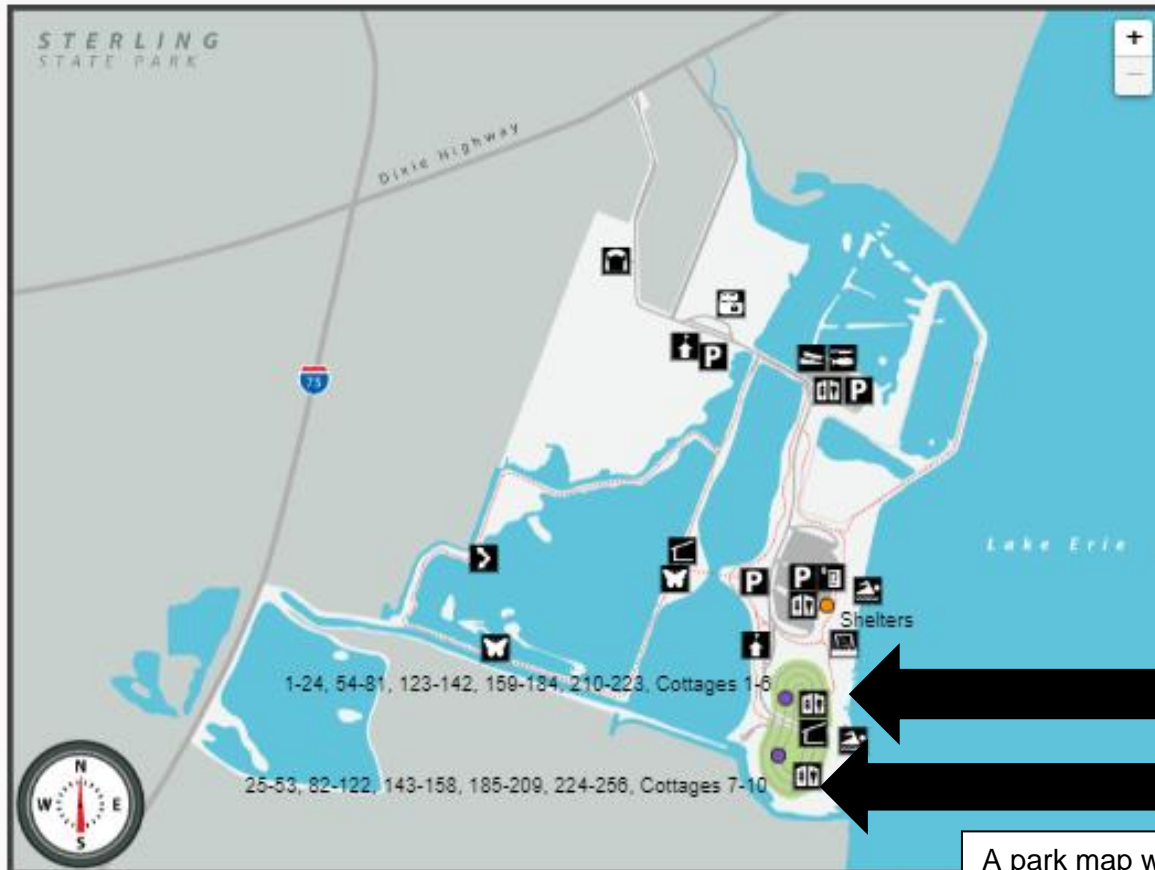 STERLING
STATE PARK
+
−
Dixie Highway
75
P
P
Lake Erie
P
P
Shelters
1-24, 54-81, 123-142, 159-184, 210-223, Cottages 1-6
25-53, 82-122, 143-158, 185-209, 224-256, Cottages 7-10
N
W E
S
A park map w